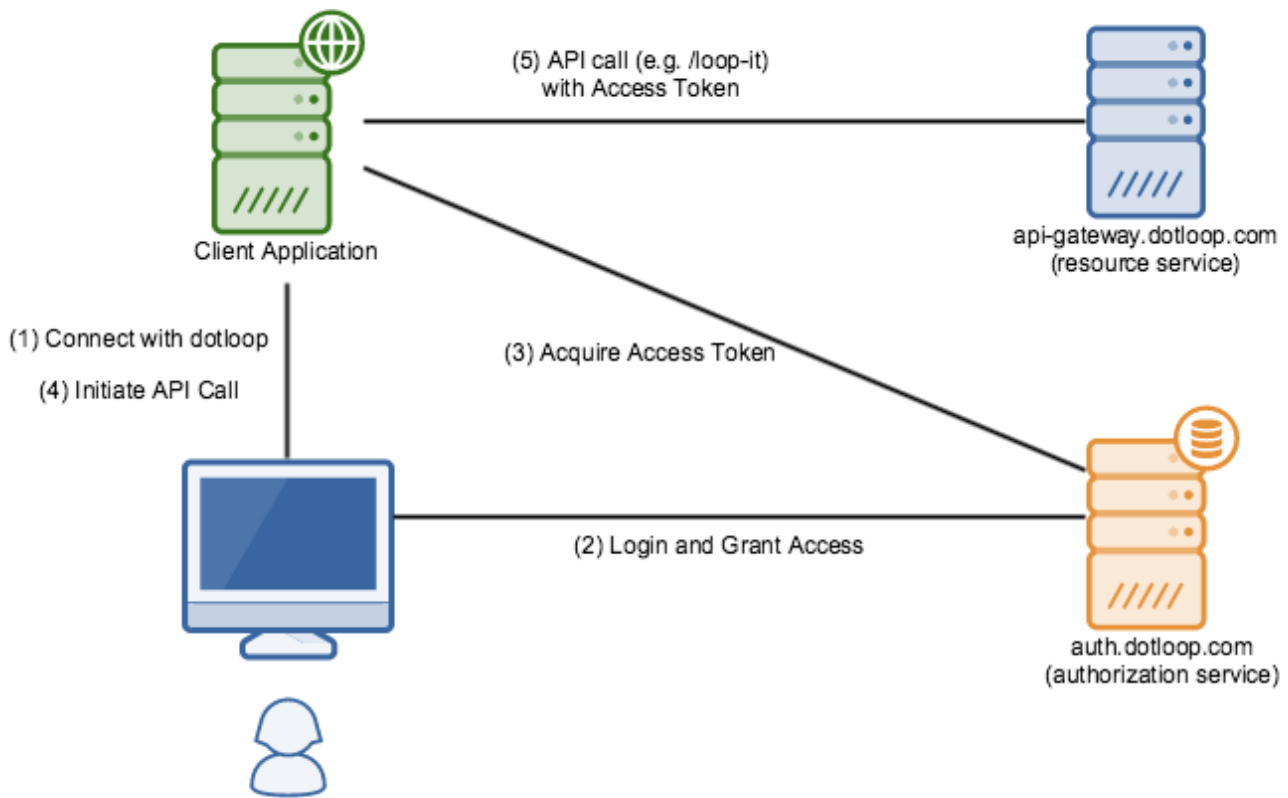 (5) API call (e.g. /loop-it)
with Access Token
Client Application
api-gateway.dotloop.com
(resource service)
(1) Connect with dotloop
(4) Initiate API Call
(3) Acquire Access Token
(2) Login and Grant Access
auth.dotloop.com
(authorization service)